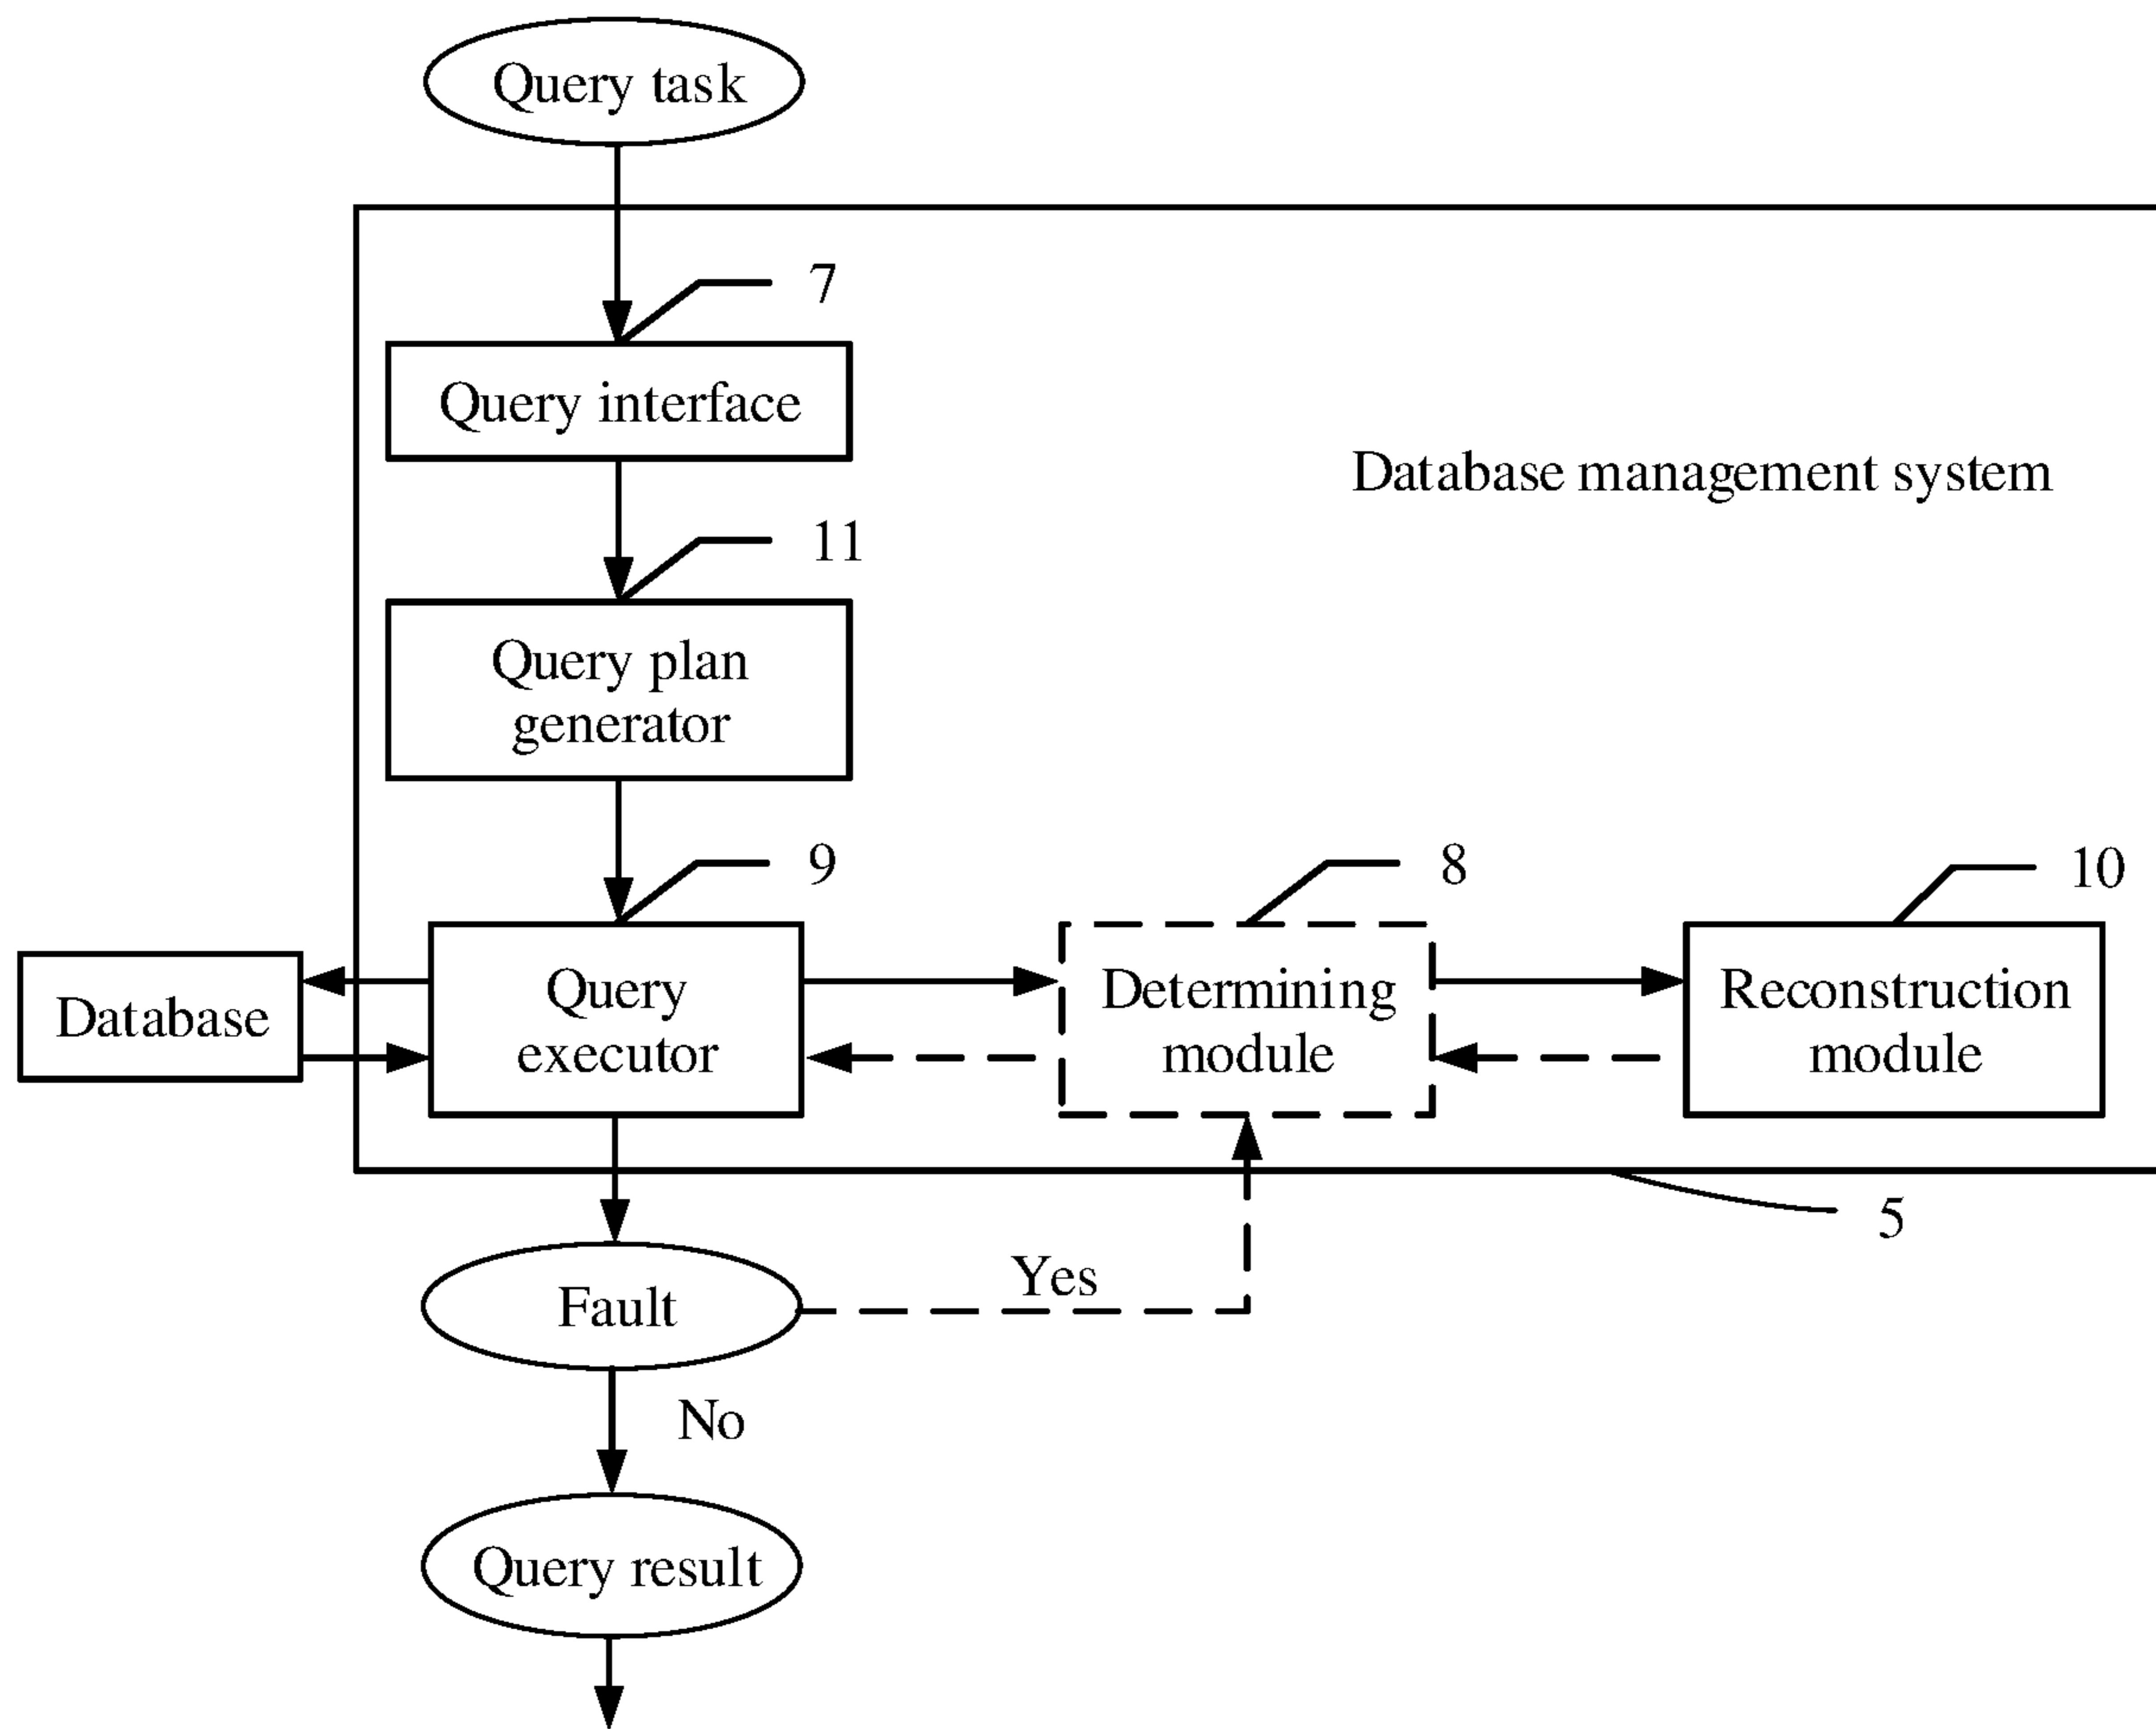 Query task
7
Query interface
Database management system
11
Query plan
generator
9
8
10
Database
Query
executor
Determining
module
Reconstruction
module
5
Yes
Fault
No
Query result